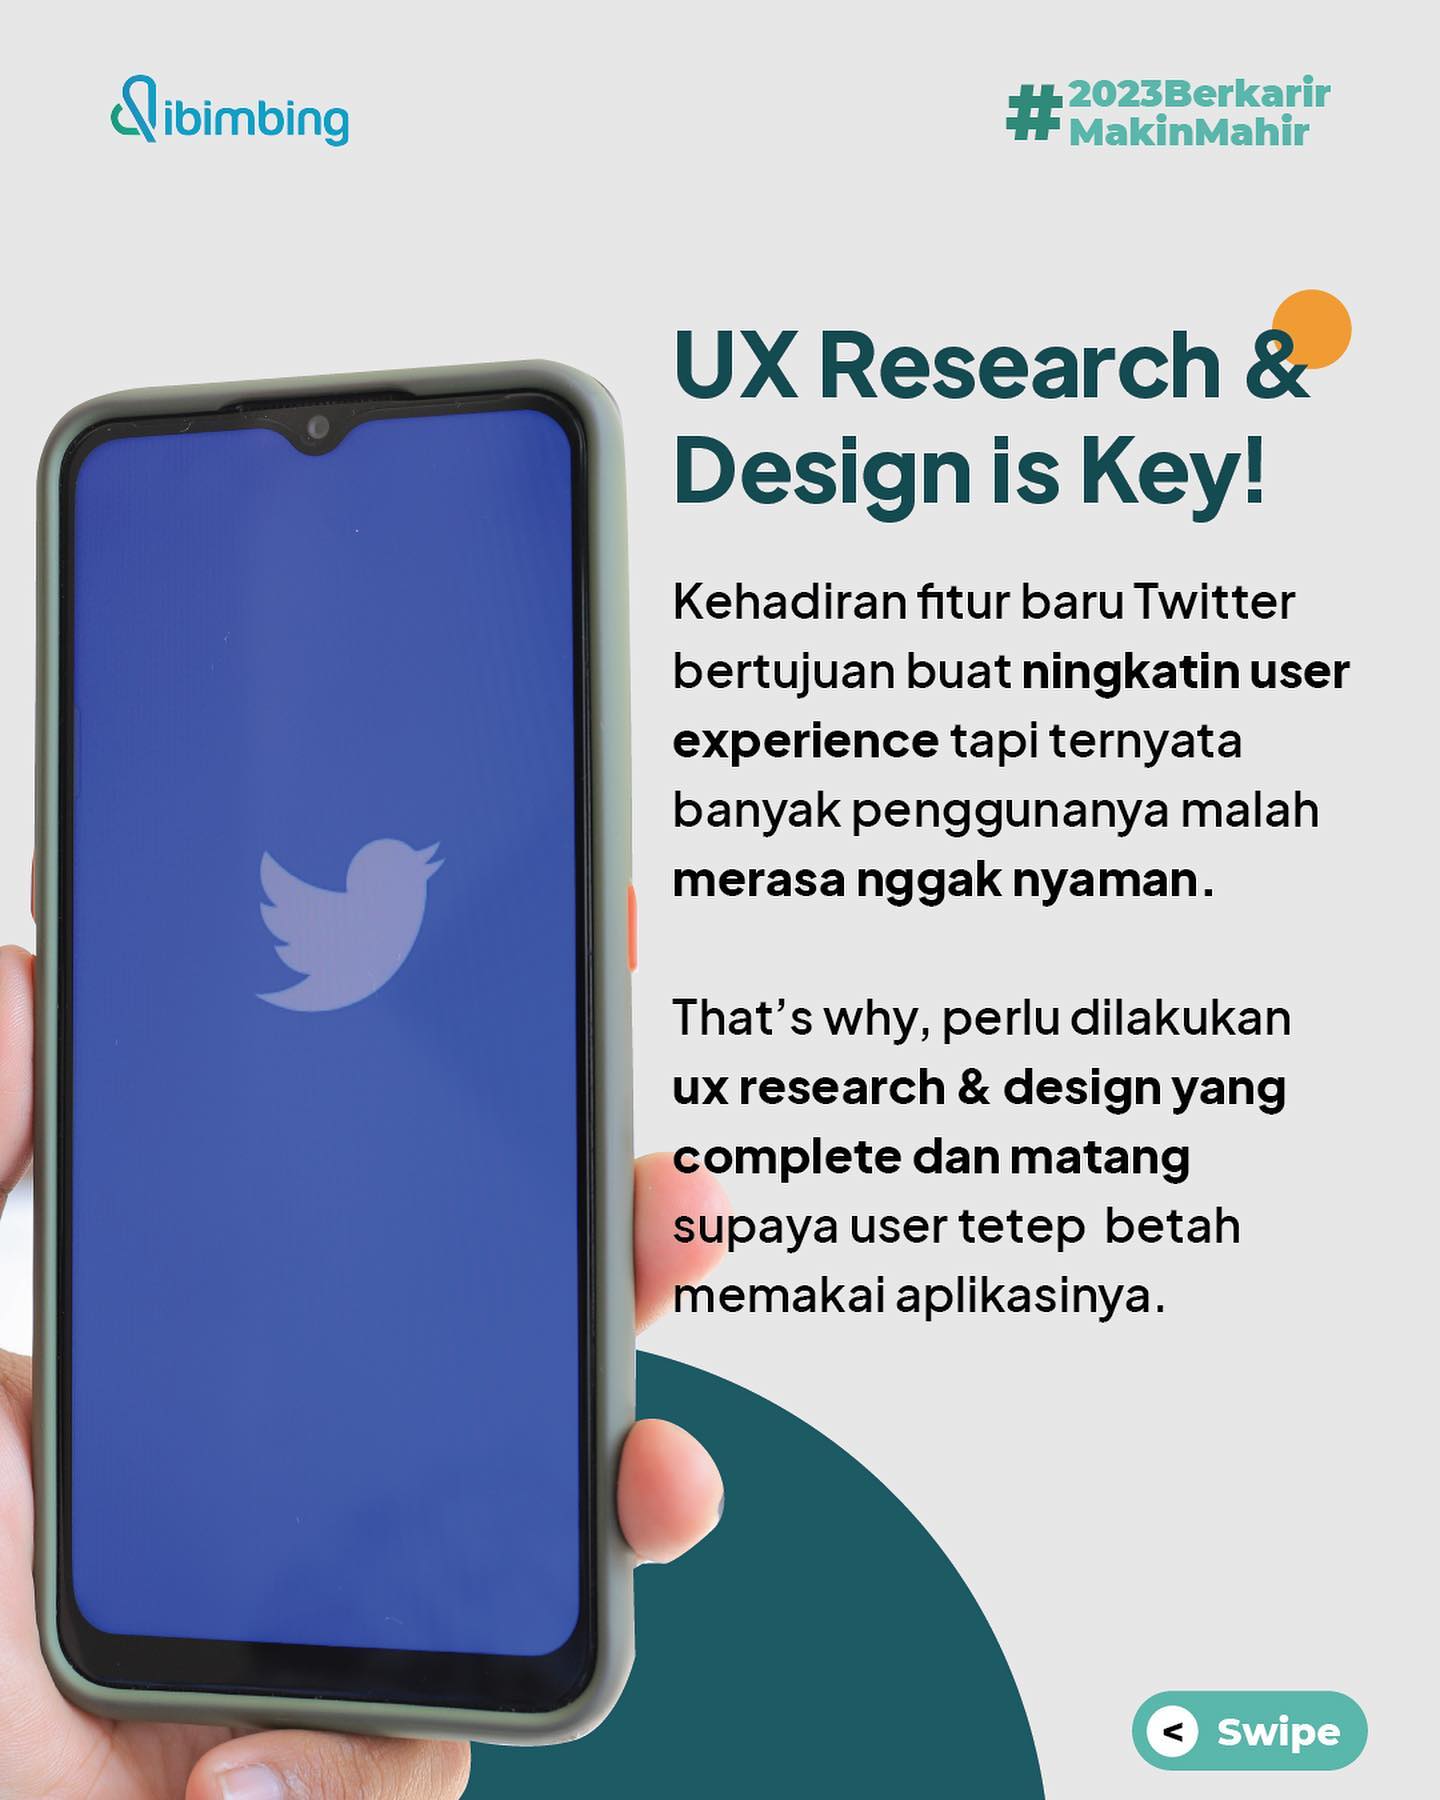 dibimbing
#2023Berkarir
MakinMahir
UX Research &
Design is Key!
Kehadiran fitur baru Twitter
bertujuan buat ningkatin user
experience tapi ternyata
banyak penggunanya malah
merasa nggak nyaman.
That’s why, perlu dilakukan
ux research & design yang
complete dan matang
supaya user tetep  betah
memakai aplikasinya.
< Swipe